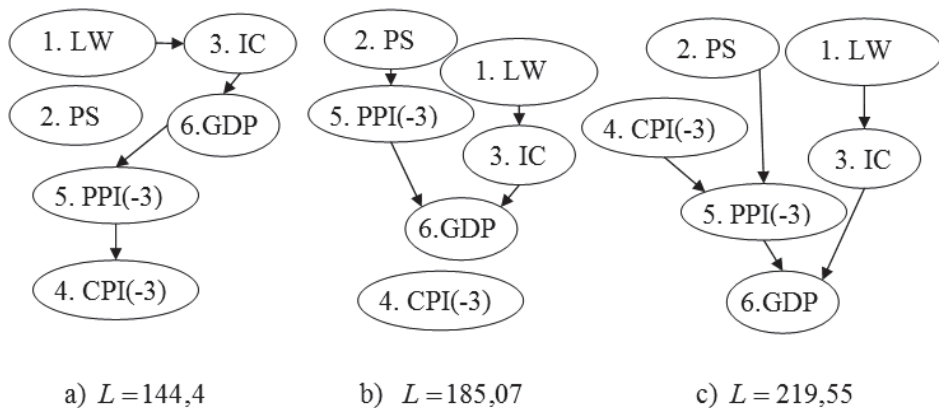 1. LW
3. IC
2. PS
6.GDP
5. PPI(-3)
4. CPI(-3)
a) L = 144,4
2. PS
1. LW
5. PPI(-3)
3. IC
6.GDP
4. CPI(-3)
b) L = 185,07
2. PS
1. LW
4. CPI(-3)
3. IC
5. PPI(-3)
6.GDP
c) L = 219,55